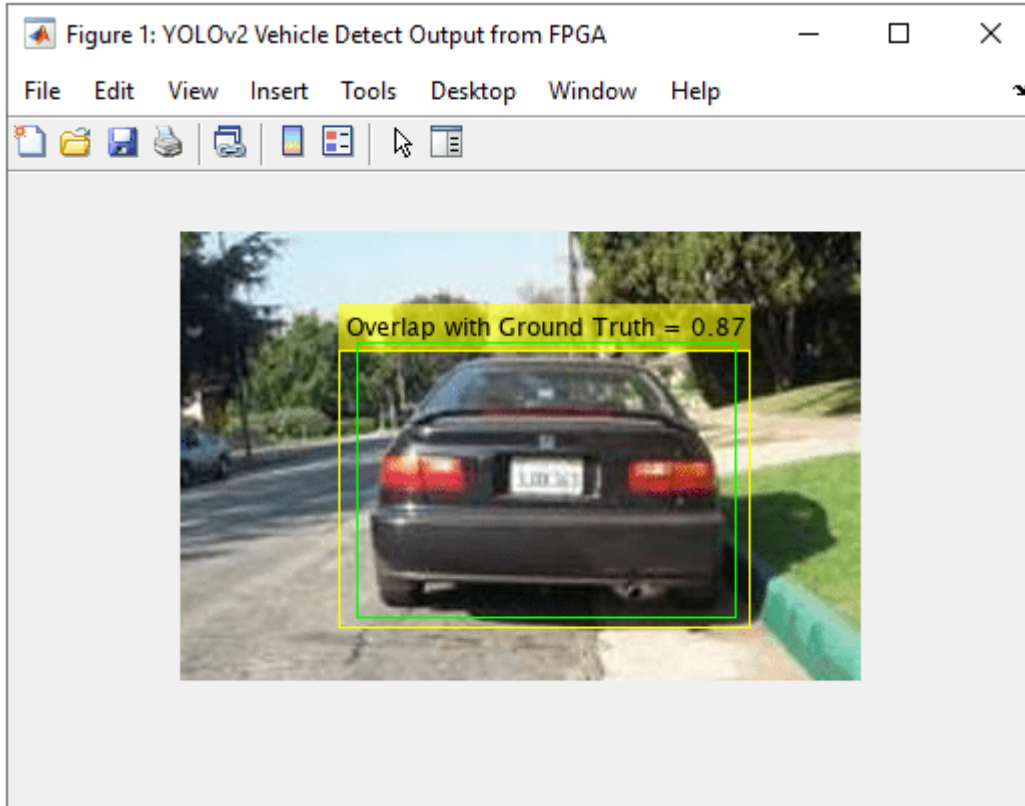 Figure 1: YOLOv2 Vehicle Detect Output from FPGA
File Edit View Insert Tools Desktop Window Help
Overlap with Ground Truth = 0.87